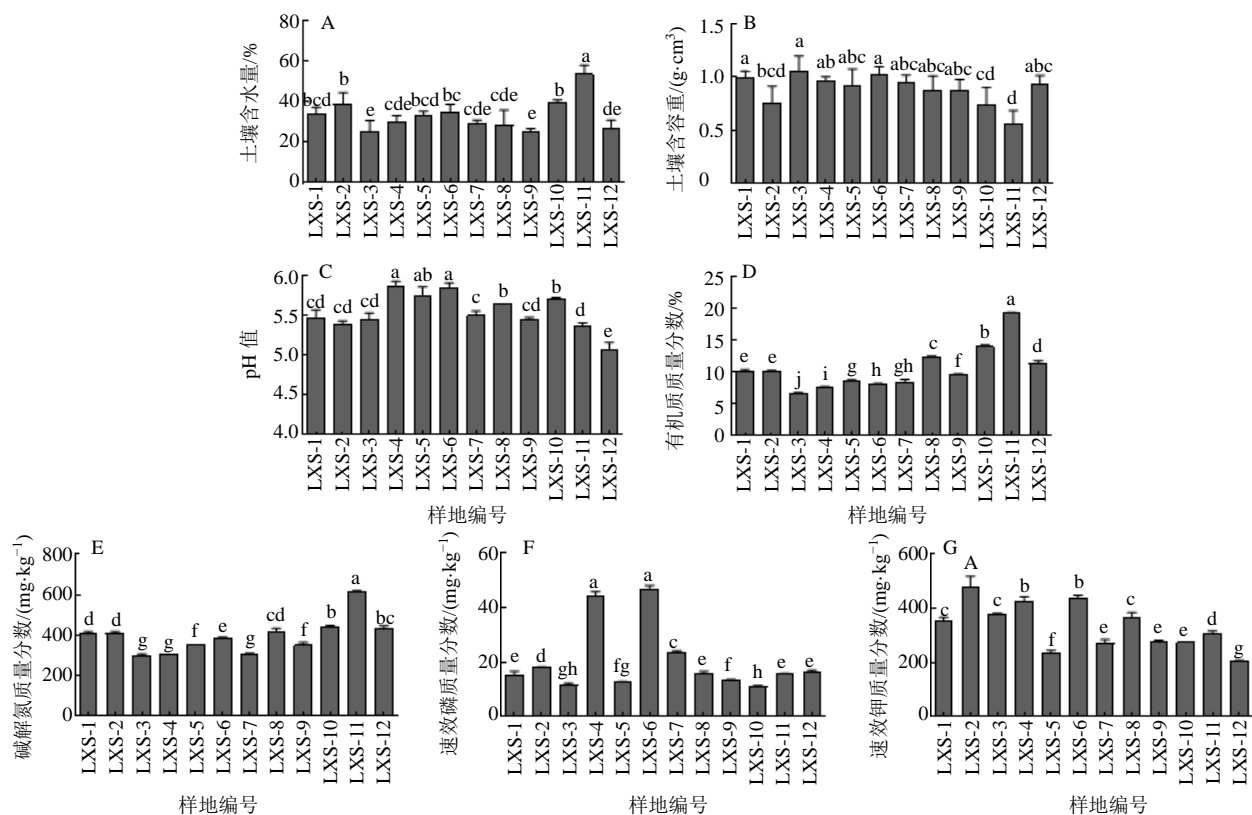 A
土壤含水量/%
80
60
40
20
0
bcd b e cde bcd bc cde cde e b a de
LXS-1 LXS-2 LXS-3 LXS-4 LXS-5 LXS-6 LXS-7 LXS-8 LXS-9 LXS-10 LXS-11 LXS-12
B
土壤含容重/(g·cm³)
1.5
1.0
0.5
0
a bcd a ab abc a abc abc abc cd d abc
LXS-1 LXS-2 LXS-3 LXS-4 LXS-5 LXS-6 LXS-7 LXS-8 LXS-9 LXS-10 LXS-11 LXS-12
C
pH 值
6.0
5.5
5.0
4.5
4.0
cd cd cd a ab a c b cd b d e
LXS-1 LXS-2 LXS-3 LXS-4 LXS-5 LXS-6 LXS-7 LXS-8 LXS-9 LXS-10 LXS-11 LXS-12
样地编号
D
有机质质量分数/%
25
20
15
10
5
0
e e j i g h gh c f b a d
LXS-1 LXS-2 LXS-3 LXS-4 LXS-5 LXS-6 LXS-7 LXS-8 LXS-9 LXS-10 LXS-11 LXS-12
样地编号
E
碱解氮质量分数/(mg·kg⁻¹)
800
600
400
200
0
d d g g f e g cd f b a bc
LXS-1 LXS-2 LXS-3 LXS-4 LXS-5 LXS-6 LXS-7 LXS-8 LXS-9 LXS-10 LXS-11 LXS-12
样地编号
F
速效磷质量分数/(mg·kg⁻¹)
60
40
20
0
e d gh a fg a c e f h e e
LXS-1 LXS-2 LXS-3 LXS-4 LXS-5 LXS-6 LXS-7 LXS-8 LXS-9 LXS-10 LXS-11 LXS-12
样地编号
G
速效钾质量分数/(mg·kg⁻¹)
600
400
200
0
c A c b f b e c e e d g
LXS-1 LXS-2 LXS-3 LXS-4 LXS-5 LXS-6 LXS-7 LXS-8 LXS-9 LXS-10 LXS-11 LXS-12
样地编号